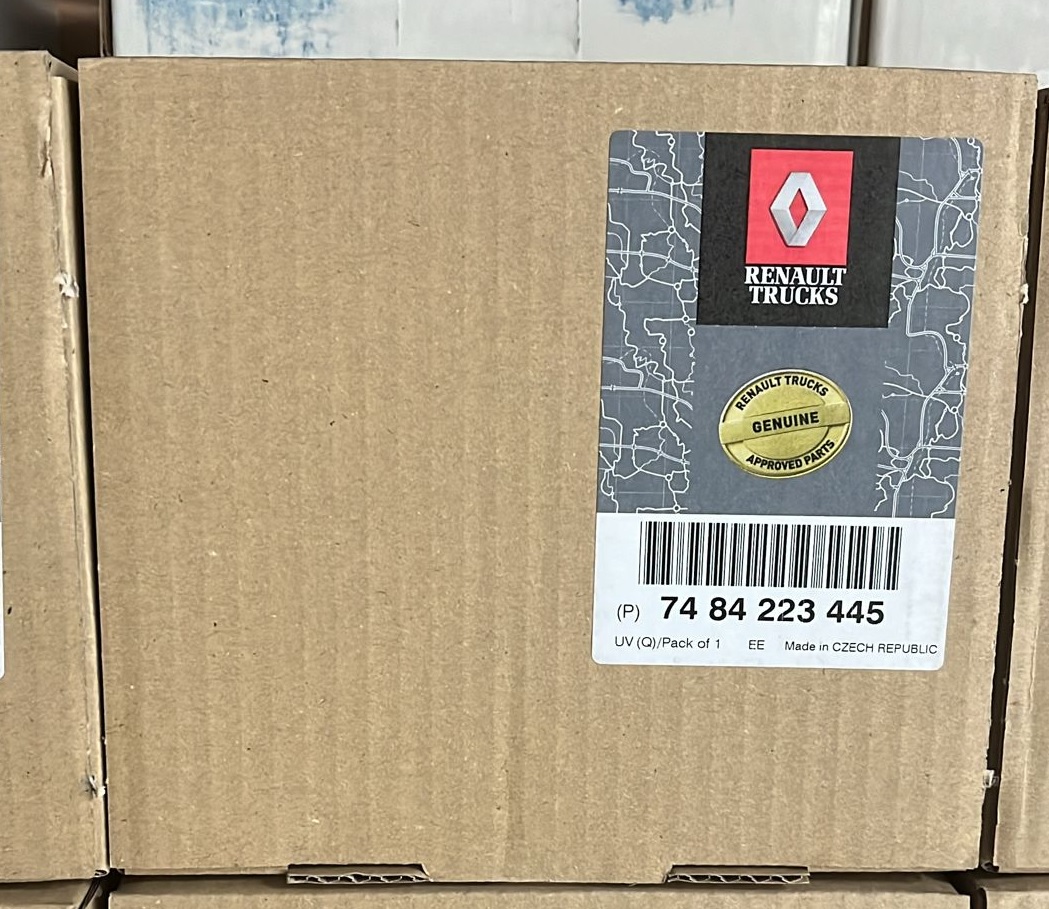 RENAULT
TRUCKS
RENAULT TRUCKS
GENUINE
APPROVED PARTS
(P) 74 84 223 445
UV (Q)/Pack of 1 EE Made in CZECH REPUBLIC